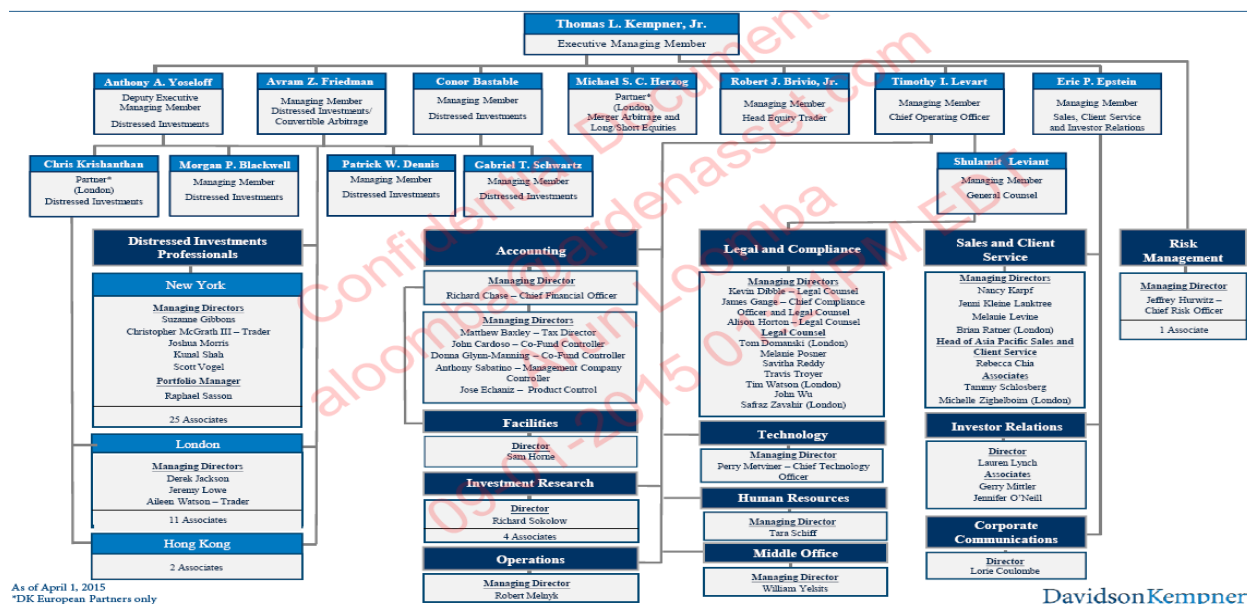 Thomas L. Kempner, Jr.
Executive Managing Member
Anthony A. Yoseloff
Deputy Executive
Managing Member
Distressed Investments
Avram Z. Friedman
Managing Member
Distressed Investments/
Convertible Arbitrage
Conor Bastable
Managing Member
Distressed Investments
Michael S. C. Herzog
Partner*
(London)
Merger Arbitrage and
Long/Short Equities
Robert J. Brivio, Jr.
Managing Member
Head Equity Trader
Timothy I. Levart
Managing Member
Chief Operating Officer
Eric P. Epstein
Managing Member
Sales, Client Service
and Investor Relations
Chris Krishanthan
Partner*
(London)
Distressed Investments
Morgan P. Blackwell
Managing Member
Distressed Investments
Patrick W. Dennis
Managing Member
Distressed Investments
Gabriel T. Schwartz
Managing Member
Distressed Investments
Shulamit Leviant
Managing Member
General Counsel
Distressed Investments
Professionals
New York
Managing Directors
Suzanne Gibbons
Christopher McGrath III – Trader
Joshua Morris
Kunal Shah
Scott Vogel
Portfolio Manager
Raphael Sasson
25 Associates
London
Managing Directors
Derek Jackson
Jeremy Lowe
Aileen Watson – Trader
11 Associates
Hong Kong
2 Associates
Accounting
Managing Director
Richard Chase – Chief Financial Officer
Managing Directors
Matthew Baxley – Tax Director
John Cardoso – Co-Fund Controller
Donna Glynn-Manning – Co-Fund Controller
Anthony Sabatino – Management Company
Controller
Jose Echaniz – Product Control
Facilities
Director
Sam Horne
Investment Research
Director
Richard Sokolow
4 Associates
Operations
Managing Director
Robert Melnyk
Legal and Compliance
Managing Directors
Kevin Dibble – Legal Counsel
James Gange – Chief Compliance
Officer and Legal Counsel
Alison Horton – Legal Counsel
Legal Counsel
Tom Domanski (London)
Melanie Posner
Savitha Reddy
Travis Troyer
Tim Watson (London)
John Wu
Safraz Zavahir (London)
Technology
Managing Director
Perry Metviner – Chief Technology
Officer
Human Resources
Managing Director
Tara Schiff
Middle Office
Managing Director
William Yelsits
Sales and Client
Service
Managing Directors
Nancy Karpf
Jenni Kleine Lanktree
Melanie Levine
Brian Ratner (London)
Head of Asia Pacific Sales and
Client Service
Rebecca Chia
Associates
Tammy Schlosberg
Michelle Zighelboim (London)
Investor Relations
Director
Lauren Lynch
Associates
Gerry Mittler
Jennifer O'Neill
Corporate
Communications
Director
Lorie Coulombe
Risk
Management
Managing Director
Jeffrey Hurwitz –
Chief Risk Officer
1 Associate
Confidential Document
aloomba@ardenasset.com
Loomba
As of April 1, 2015
*DK European Partners only
DavidsonKempner